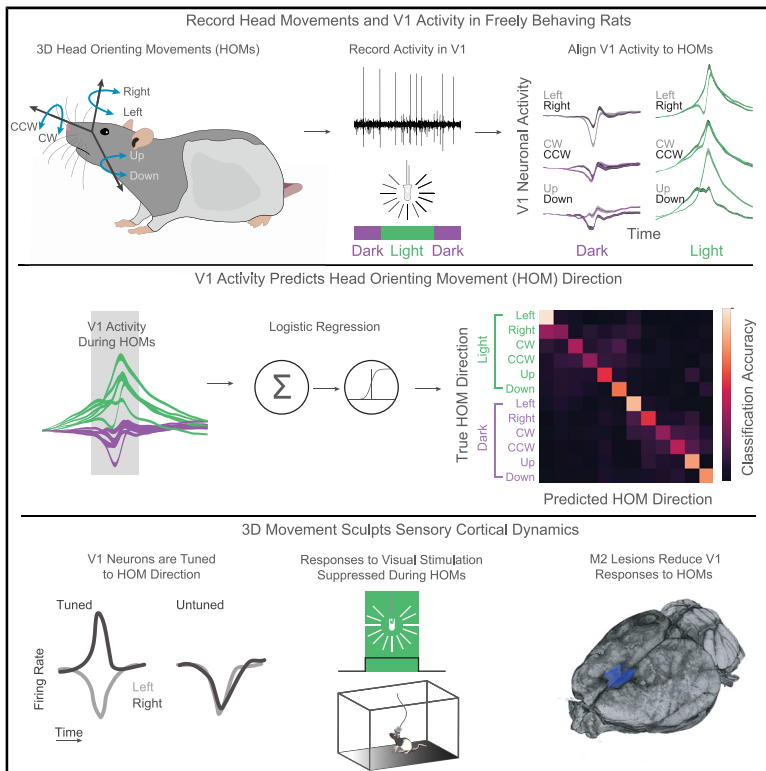 Record Head Movements and V1 Activity in Freely Behaving Rats
3D Head Orienting Movements (HOMs)
Record Activity in V1
Align V1 Activity to HOMs
Right
Left
CCW
CW
Up
Down
Dark Light Dark
V1 Neuronal Activity
Left
Right
CW
CCW
Up
Down
Left
Right
CW
CCW
Up
Down
Time
Dark
Light
V1 Activity Predicts Head Orienting Movement (HOM) Direction
V1 Activity
During HOMs
Logistic Regression
Σ
True HOM Direction
Light
Left
Right
CW
CCW
Up
Down
Dark
Left
Right
CW
CCW
Up
Down
Predicted HOM Direction
Classification Accuracy
3D Movement Sculpts Sensory Cortical Dynamics
V1 Neurons are Tuned
to HOM Direction
Tuned
Untuned
Firing Rate
Left
Right
Time
Responses to Visual Stimulation
Suppressed During HOMs
M2 Lesions Reduce V1
Responses to HOMs